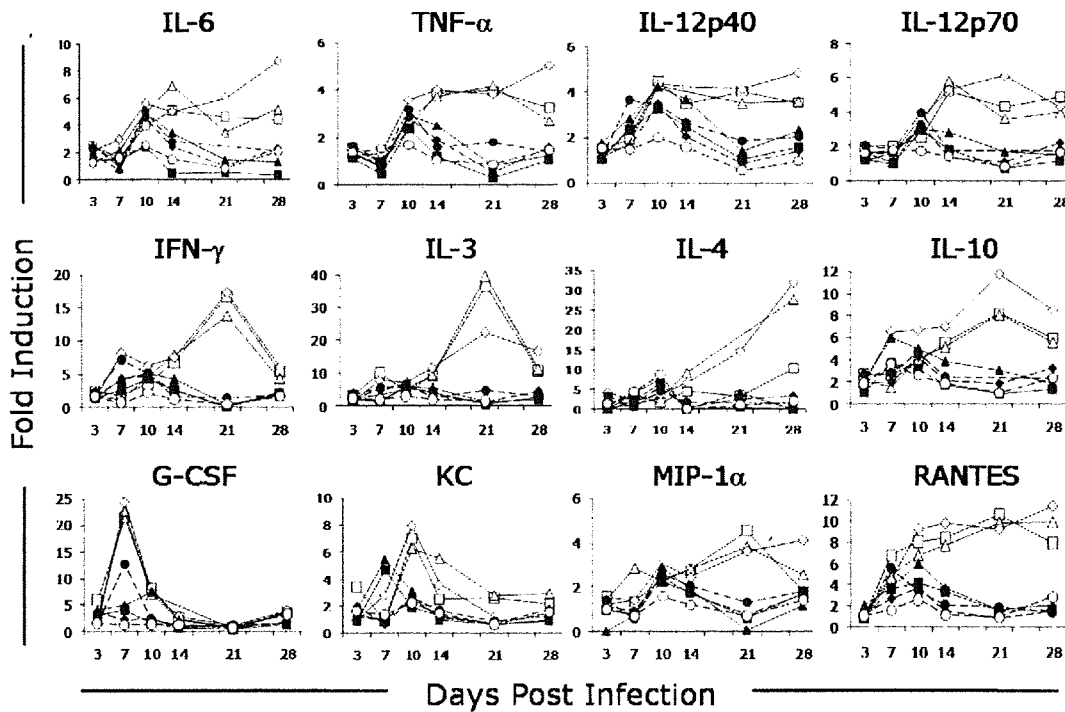 IL-6 TNF-α IL-12p40 IL-12p70
10 8 6 4 2 0
6 4 2 0
6 4 2 0
8 6 4 2 0
3 7 10 14 21 28
3 7 10 14 21 28
3 7 10 14 21 28
3 7 10 14 21 28
Fold Induction
IFN-γ IL-3 IL-4 IL-10
20 15 10 5 0
40 30 20 10 0
35 30 25 20 15 10 5 0
12 10 8 6 4 2 0
3 7 10 14 21 28
3 7 10 14 21 28
3 7 10 14 21 28
3 7 10 14 21 28
G-CSF KC MIP-1α RANTES
25 20 15 10 5 0
10 8 6 4 2 0
6 4 2 0
12 10 8 6 4 2 0
3 7 10 14 21 28
3 7 10 14 21 28
3 7 10 14 21 28
3 7 10 14 21 28
Days Post Infection